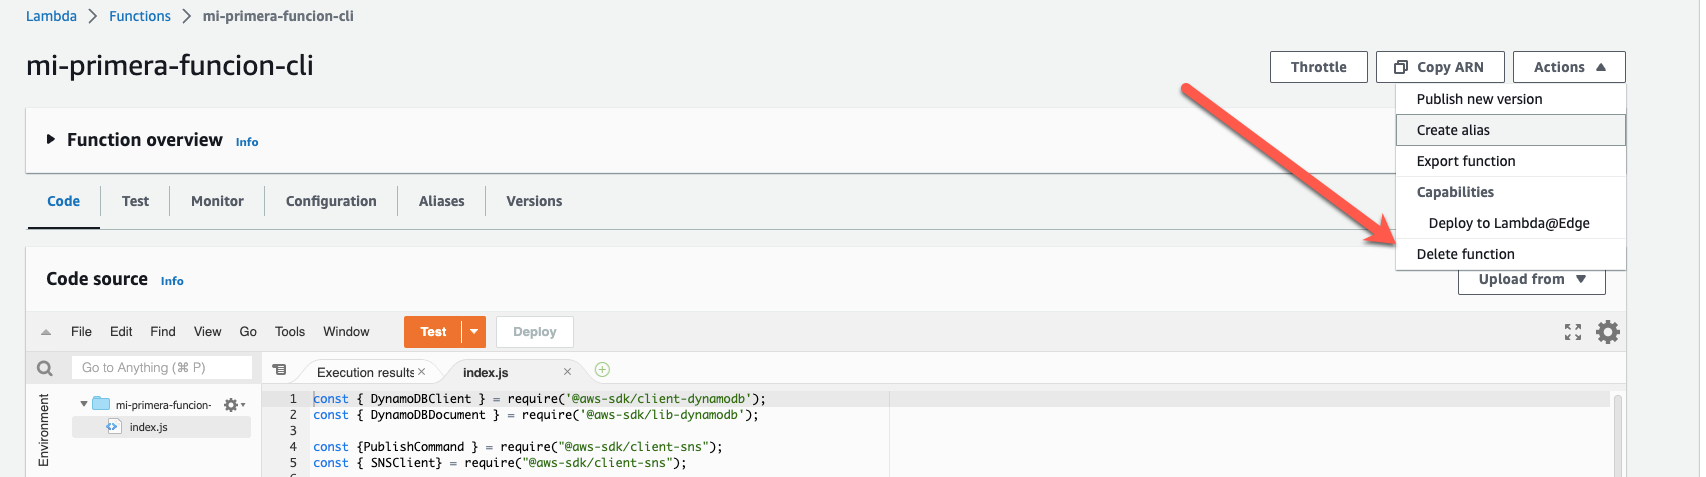 Lambda > Functions > mi-primera-funcion-cli
mi-primera-funcion-cli
Throttle
Copy ARN
Actions
Publish new version
Create alias
Export function
Capabilities
Deploy to Lambda@Edge
Delete function
Function overview Info
Code
Test
Monitor
Configuration
Aliases
Versions
Code source Info
Upload from
File Edit Find View Go Tools Window
Test
Deploy
Go to Anything (⌘ P)
Execution results
index.js
Environment
mi-primera-funcion-
index.js
1 const { DynamoDBClient } = require('@aws-sdk/client-dynamodb');
2 const { DynamoDBDocument } = require('@aws-sdk/lib-dynamodb');
3
4 const {PublishCommand } = require("@aws-sdk/client-sns");
5 const { SNSClient} = require("@aws-sdk/client-sns");